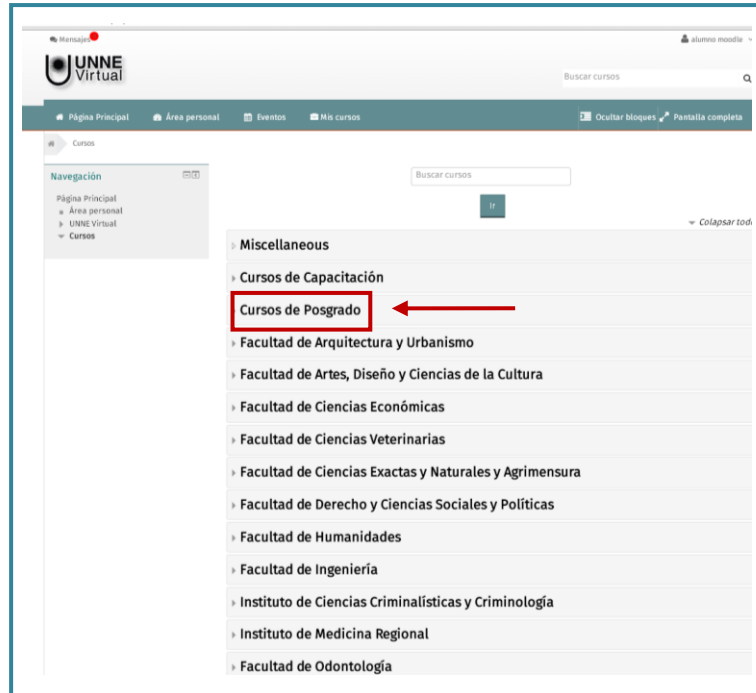 Mensajes
alumno moodle
UNNE
Virtual
Buscar cursos
Página Principal Área personal Eventos Mis cursos Ocultar bloques Pantalla completa
Cursos
Navegación
Página Principal
Área personal
UNNE Virtual
Cursos
Buscar cursos
Ir
Colapsar todo
Miscellaneous
Cursos de Capacitación
Cursos de Posgrado
Facultad de Arquitectura y Urbanismo
Facultad de Artes, Diseño y Ciencias de la Cultura
Facultad de Ciencias Económicas
Facultad de Ciencias Veterinarias
Facultad de Ciencias Exactas y Naturales y Agrimensura
Facultad de Derecho y Ciencias Sociales y Políticas
Facultad de Humanidades
Facultad de Ingeniería
Instituto de Ciencias Criminalísticas y Criminología
Instituto de Medicina Regional
Facultad de Odontología